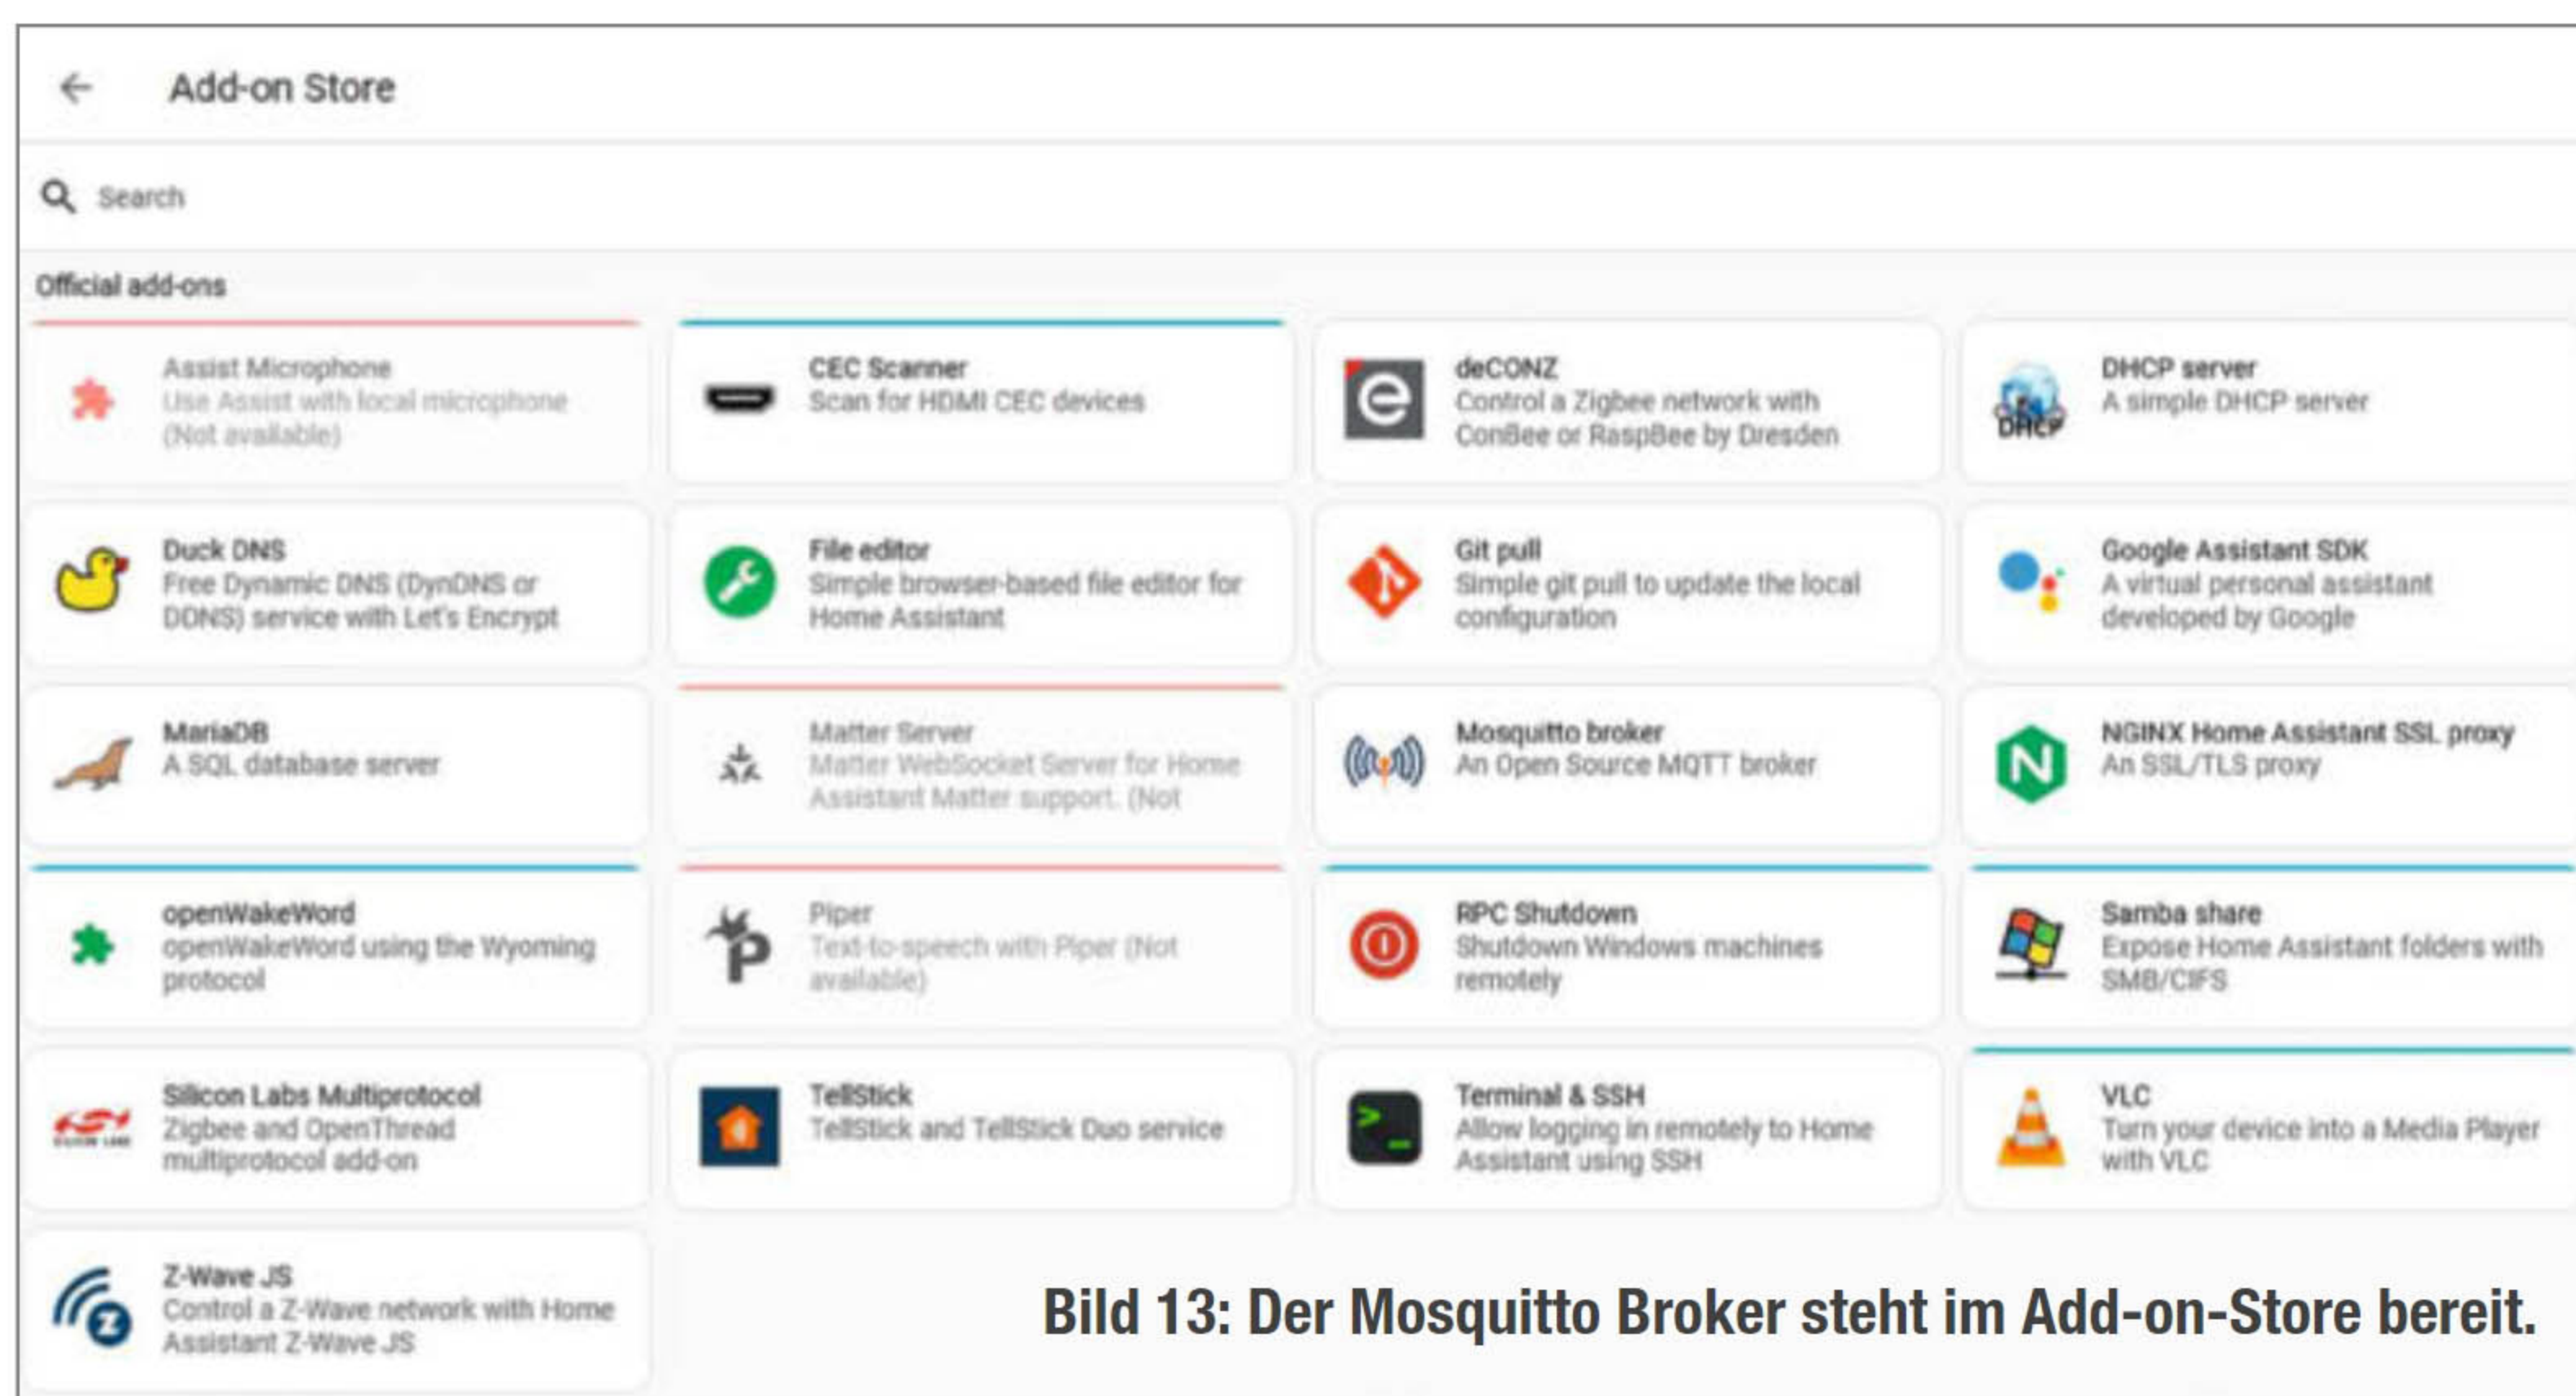 Add-on Store
Search
Official add-ons
Assist Microphone
Use Assist with local microphone
(Not available)
CEC Scanner
Scan for HDMI CEC devices
deCONZ
Control a Zigbee network with
ConBee or RaspBee by Dresden
DHCP server
A simple DHCP server
DHCP
Duck DNS
Free Dynamic DNS (DynDNS or
DDNS) service with Let's Encrypt
File editor
Simple browser-based file editor for
Home Assistant
Git pull
Simple git pull to update the local
configuration
Google Assistant SDK
A virtual personal assistant
developed by Google
MariaDB
A SQL database server
Matter Server
Matter WebSocket Server for Home
Assistant Matter support. (Not
Mosquitto broker
An Open Source MQTT broker
N
NGINX Home Assistant SSL proxy
An SSL/TLS proxy
openWakeWord
openWakeWord using the Wyoming
protocol
P
Piper
Text-to-speech with Piper (Not
available)
RPC Shutdown
Shutdown Windows machines
remotely
Samba share
Expose Home Assistant folders with
SMB/CIFS
SILICON LABS
Silicon Labs Multiprotocol
Zigbee and OpenThread
multiprotocol add-on
TellStick
TellStick and TellStick Duo service
>_
Terminal & SSH
Allow logging in remotely to Home
Assistant using SSH
VLC
Turn your device into a Media Player
with VLC
Z
Z-Wave JS
Control a Z-Wave network with Home
Assistant Z-Wave JS
Bild 13: Der Mosquitto Broker steht im Add-on-Store bereit.